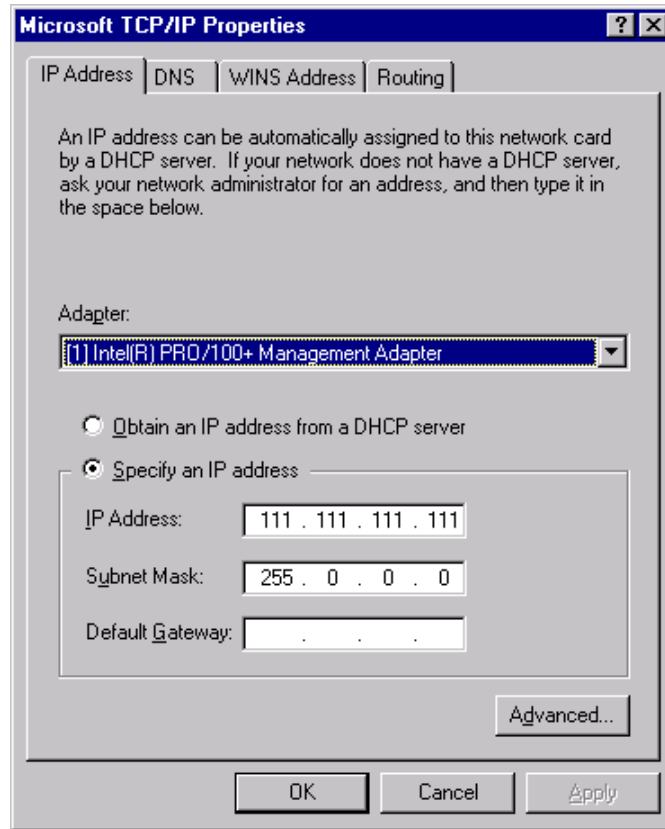 Microsoft TCP/IP Properties
IP Address DNS WINS Address Routing
An IP address can be automatically assigned to this network card
by a DHCP server. If your network does not have a DHCP server,
ask your network administrator for an address, and then type it in
the space below.
Adapter:
[1] Intel(R) PRO/100+ Management Adapter
Obtain an IP address from a DHCP server
Specify an IP address
IP Address: 111 . 111 . 111 . 111
Subnet Mask: 255 . 0 . 0 . 0
Default Gateway: . . .
Advanced...
OK Cancel Apply